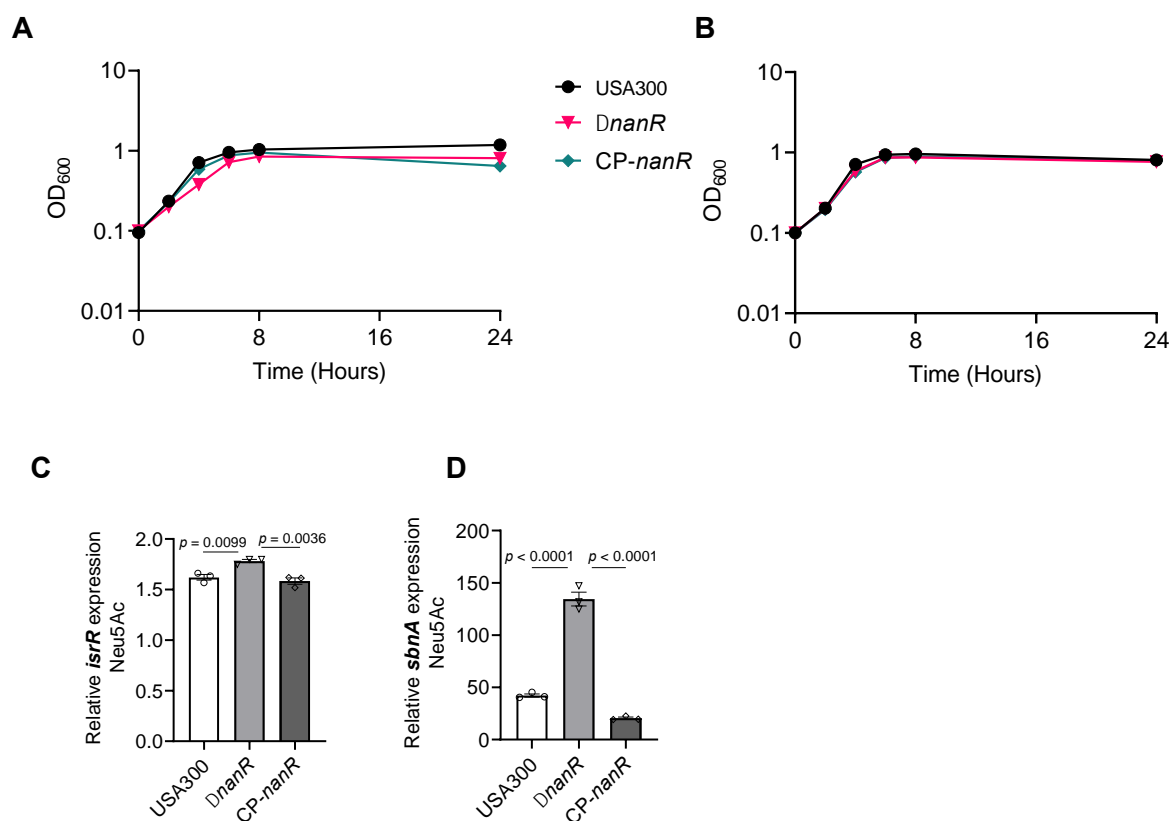 A
10
1
0.1
0.01
OD600
0
8
16
24
Time (Hours)
USA300
DnanR
CP-nanR
B
10
1
0.1
0.01
OD600
0
8
16
24
Time (Hours)
C
Relative isrR expression
Neu5Ac
2.0
1.5
1.0
0.5
0.0
p = 0.0099
p = 0.0036
USA300
DnanR
CP-nanR
D
Relative sbnA expression
Neu5Ac
200
150
100
50
0
p < 0.0001
p < 0.0001
USA300
DnanR
CP-nanR